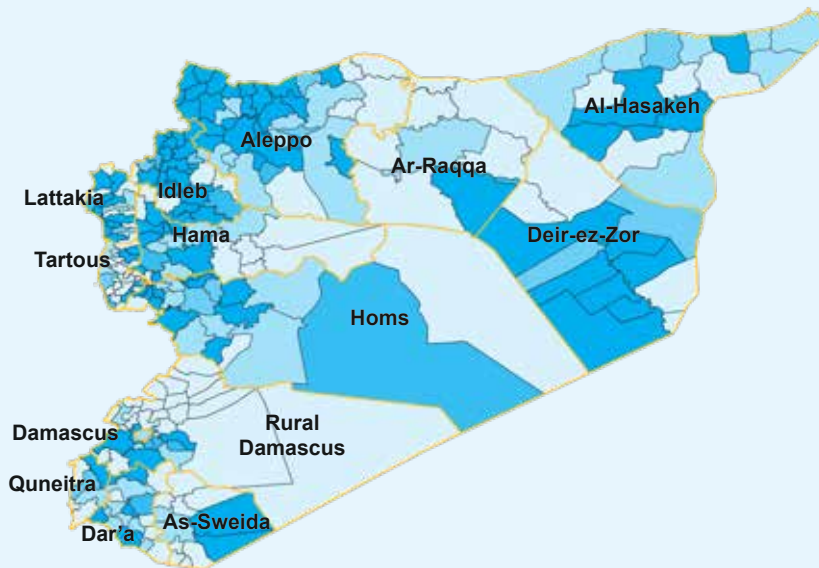 Al-Hasakeh
Aleppo
Ar-Raqqa
Idleb
Lattakia
Hama
Deir-ez-Zor
Tartous
Homs
Rural
Damascus
Damascus
Quneitra
As-Sweida
Dar'a